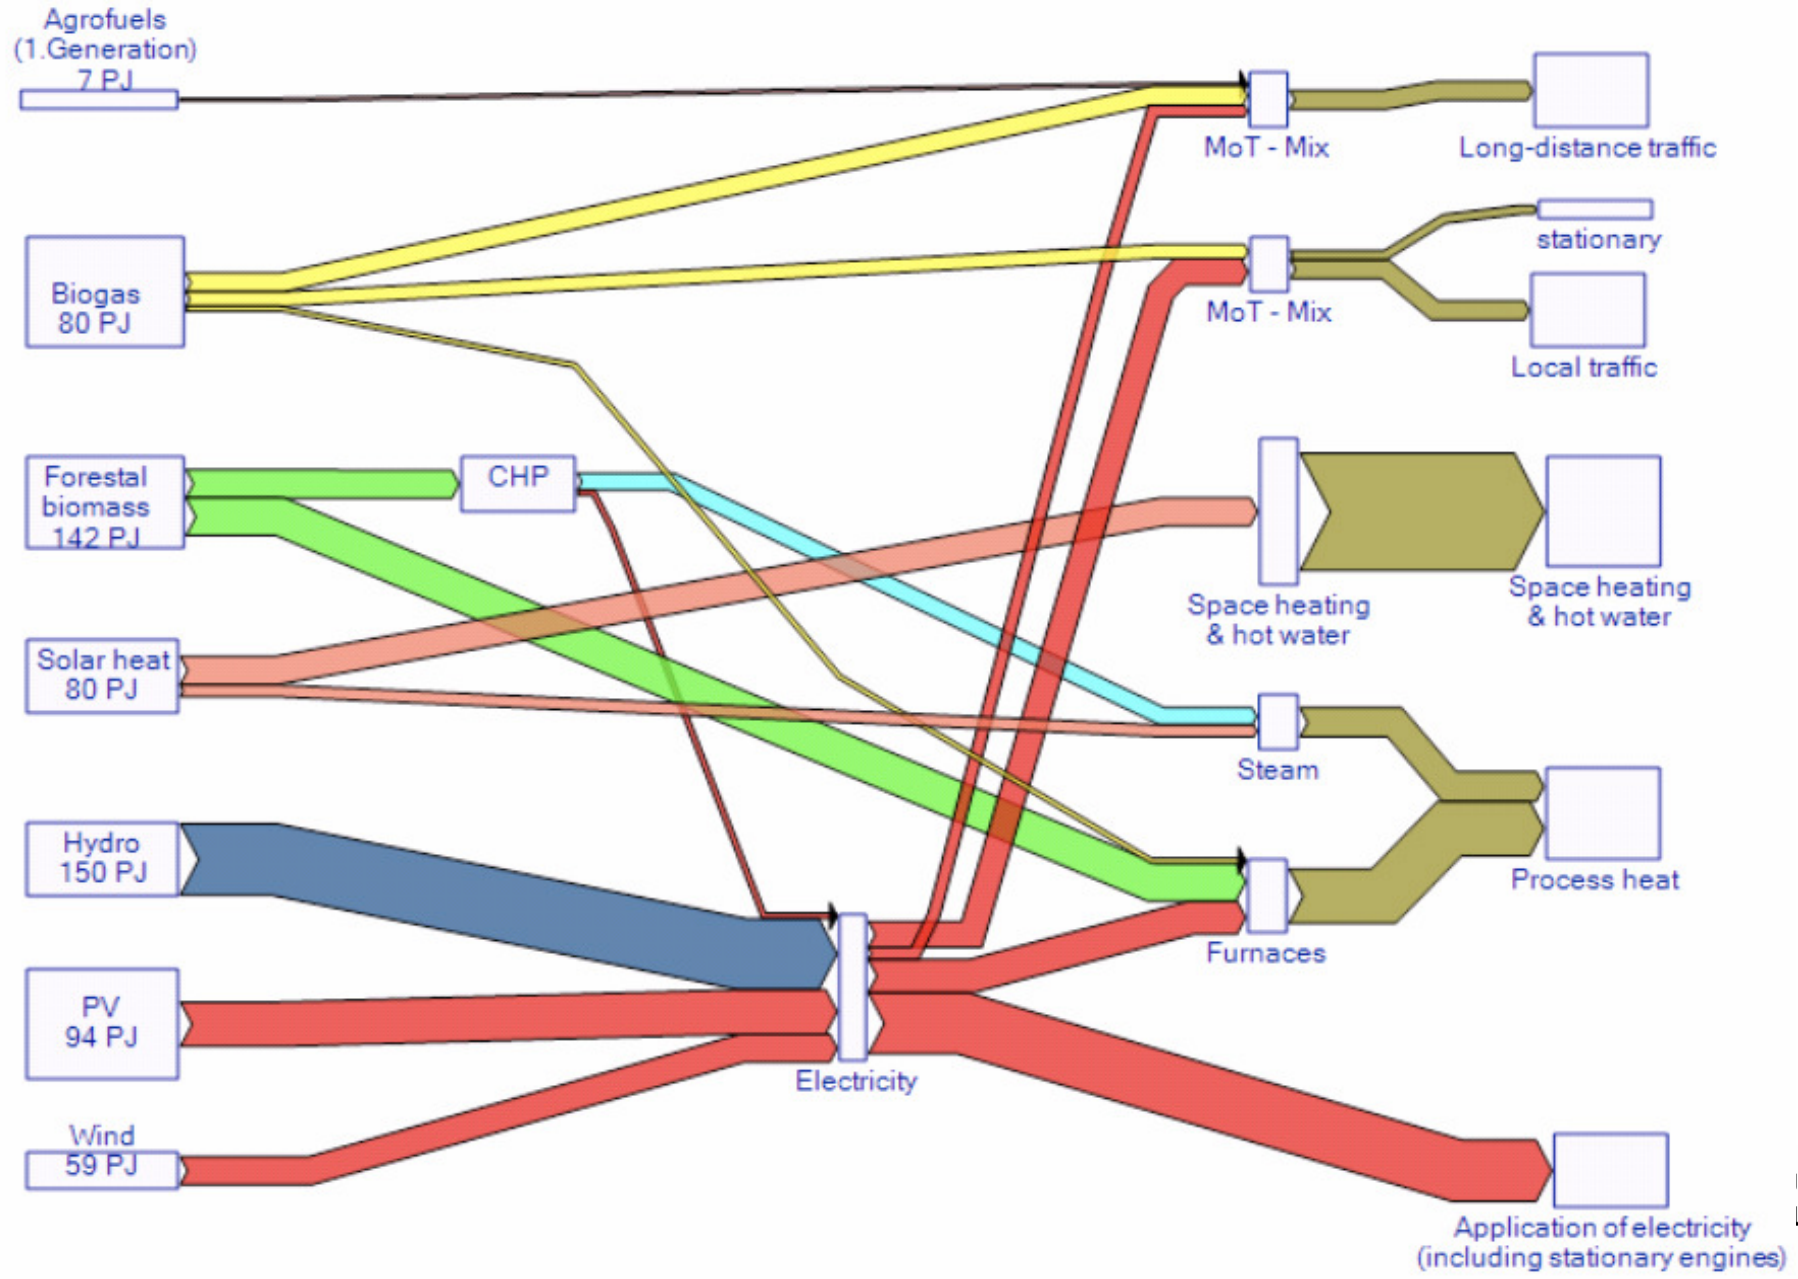 Agrofuels
(1.Generation)
7 PJ
MoT - Mix
Long-distance traffic
stationary
Biogas
80 PJ
MoT - Mix
Local traffic
Forestal
biomass
142 PJ
CHP
Space heating
& hot water
Space heating
& hot water
Solar heat
80 PJ
Steam
Hydro
150 PJ
Process heat
Furnaces
PV
94 PJ
Electricity
Wind
59 PJ
Application of electricity
(including stationary engines)